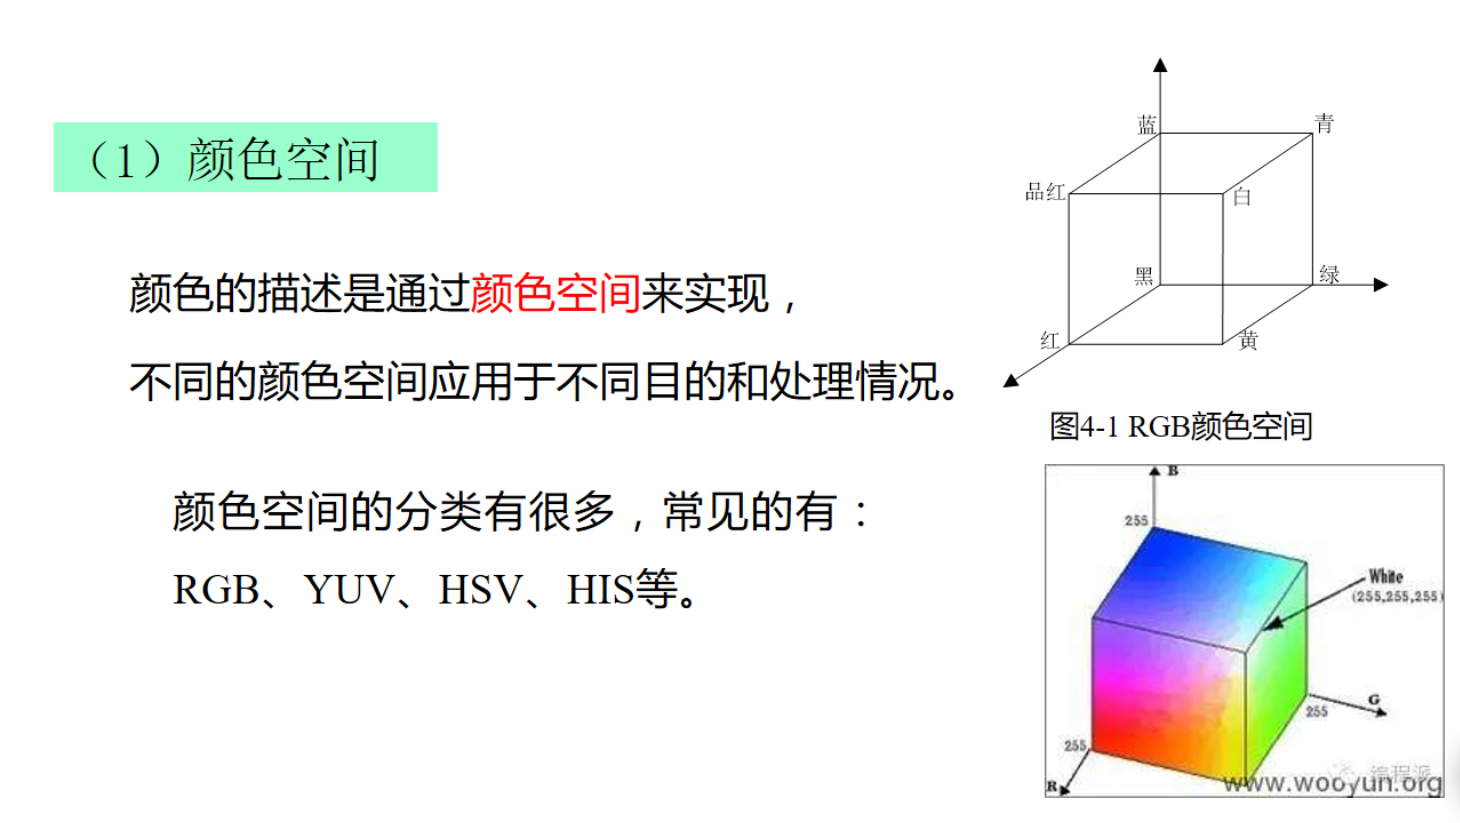 （1）颜色空间
颜色的描述是通过颜色空间来实现，
不同的颜色空间应用于不同目的和处理情况。
颜色空间的分类有很多，常见的有：
RGB、YUV、HSV、HIS等。
蓝
青
品红
白
黑
绿
红
黄
图4-1 RGB颜色空间
B
255
White
(255,255,255)
G
255
255
R
编程派
www.wooyun.org